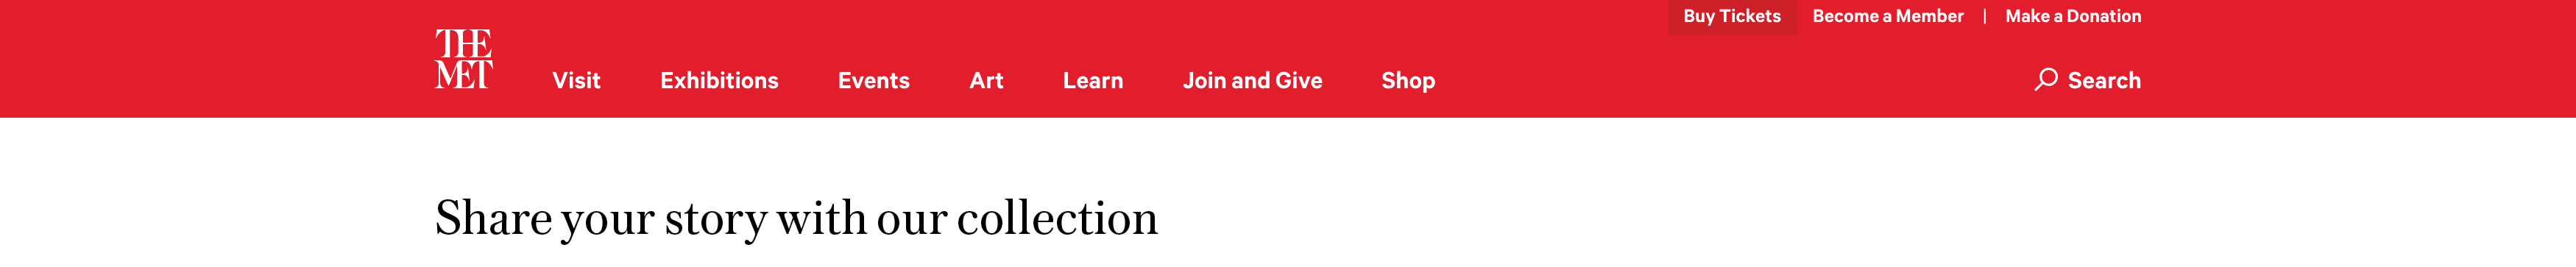 Buy Tickets Become a Member | Make a Donation
THE
MET
Visit Exhibitions Events Art Learn Join and Give Shop Search
Share your story with our collection